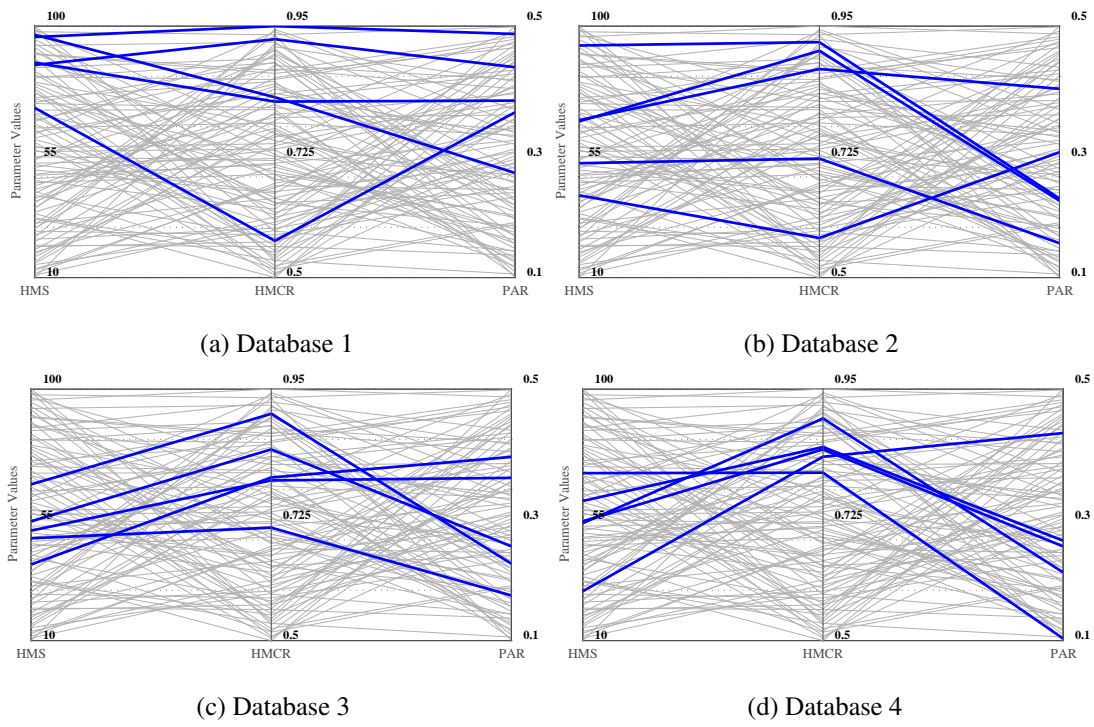 100 0.95 0.5
Parameter Values
55 0.725 0.3
10 0.5 0.1
HMS HMCR PAR
(a) Database 1
100 0.95 0.5
Parameter Values
55 0.725 0.3
10 0.5 0.1
HMS HMCR PAR
(b) Database 2
100 0.95 0.5
Parameter Values
55 0.725 0.3
10 0.5 0.1
HMS HMCR PAR
(c) Database 3
100 0.95 0.5
Parameter Values
55 0.725 0.3
10 0.5 0.1
HMS HMCR PAR
(d) Database 4